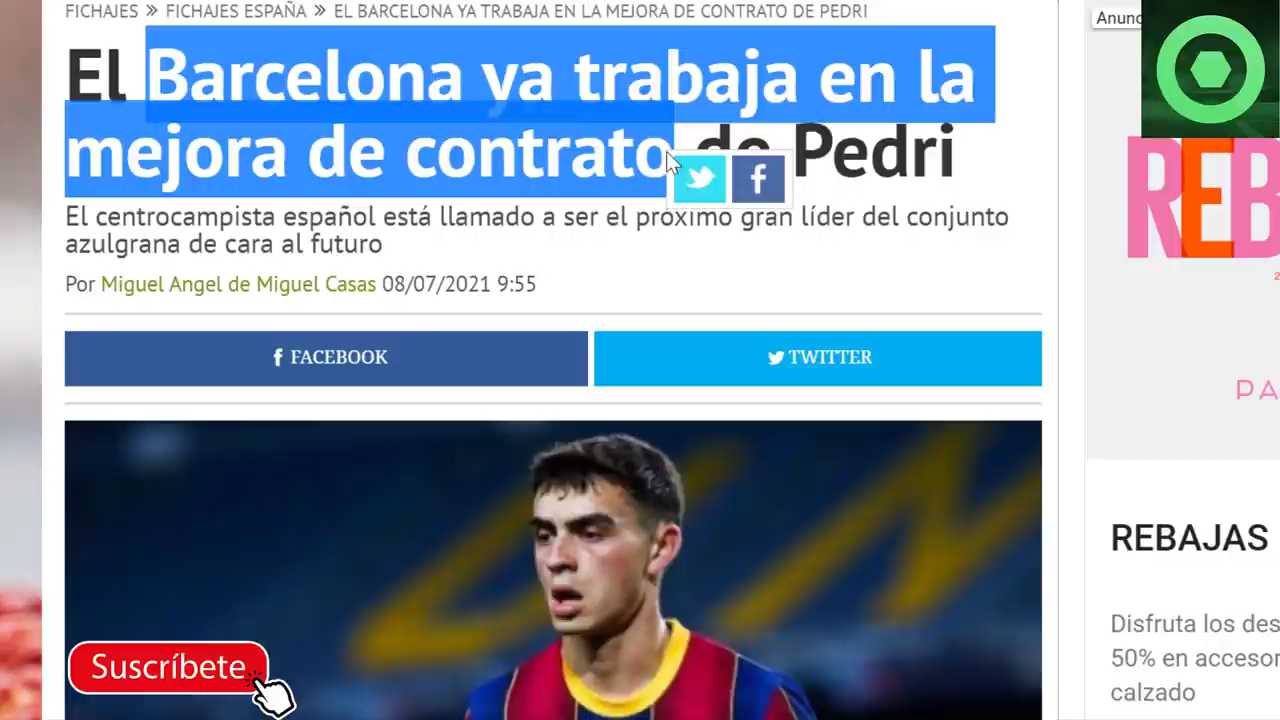 FICHAJES » FICHAJES ESPAÑA » EL BARCELONA YA TRABAJA EN LA MEJORA DE CONTRATO DE PEDRI
El Barcelona ya trabaja en la
mejora de contrato de Pedri
El centrocampista español está llamado a ser el próximo gran líder del conjunto
azulgrana de cara al futuro
Por Miguel Angel de Miguel Casas 08/07/2021 9:55
FACEBOOK
TWITTER
Suscríbete
Anunc
REB
PA
REBAJAS
Disfruta los des
50% en accesor
calzado